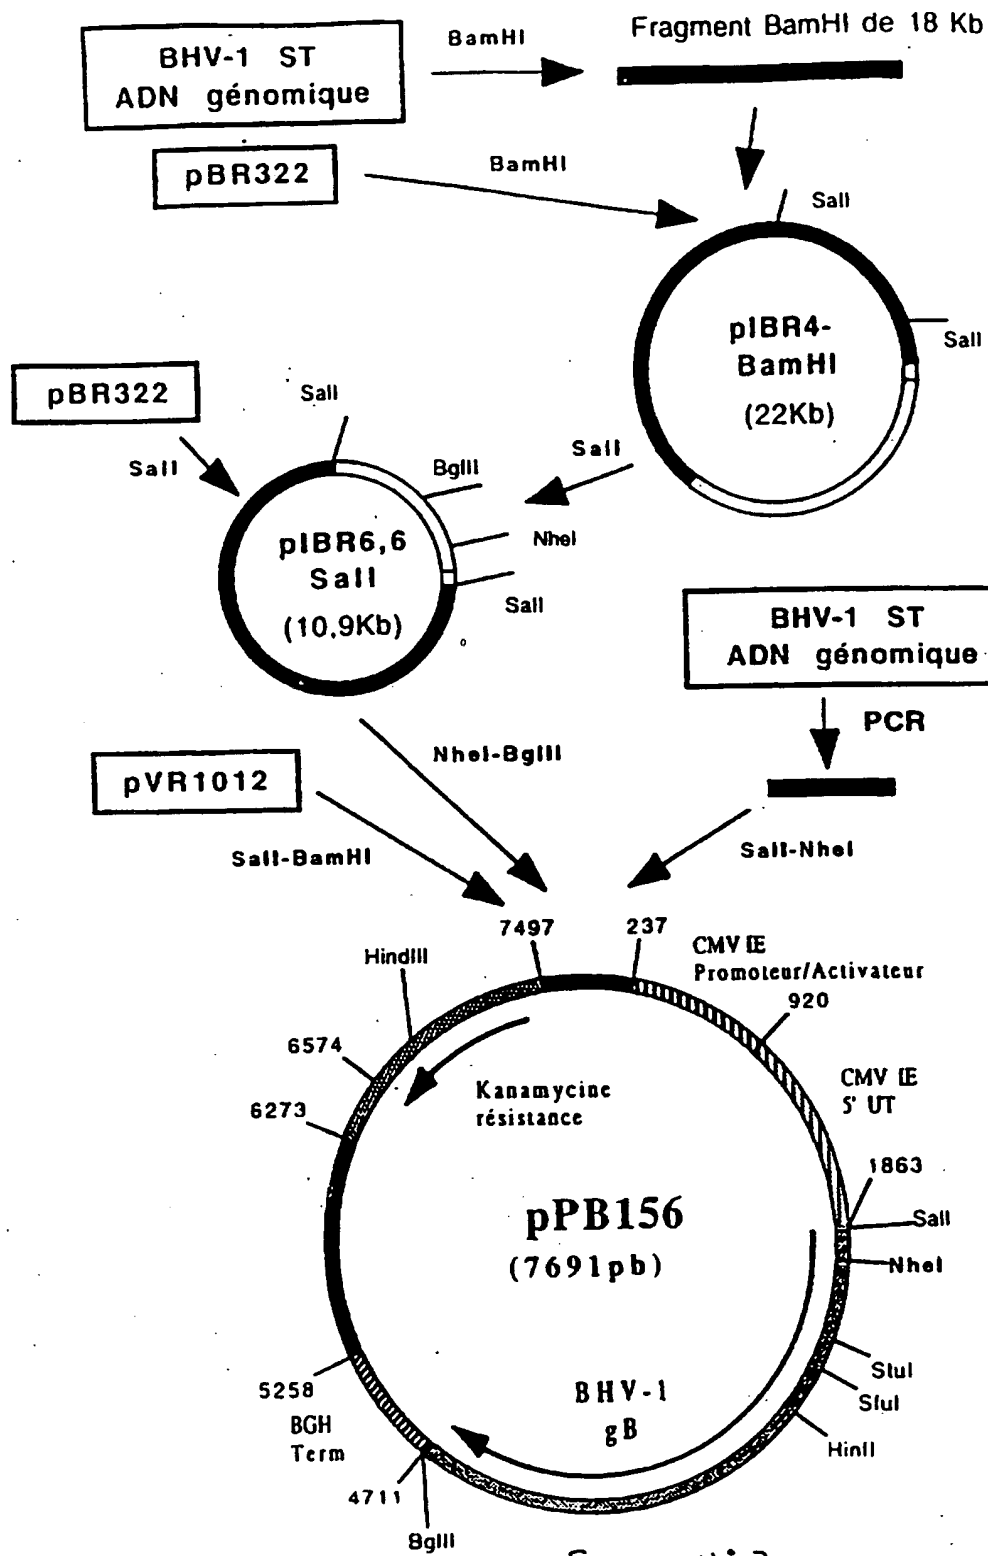 BamHI
Fragment BamHI de 18 Kb
BHV-1 ST
ADN génomique
pBR322
BamHI
SalI
pIBR4-
BamHI
(22Kb)
SalI
pBR322
SalI
SalI
SalI
BglII
NheI
SalI
pIBR6,6
SalI
(10,9Kb)
BHV-1 ST
ADN génomique
PCR
NheI-BglII
pVR1012
SalI-BamHI
SalI-NheI
7497
237
CMV IE
Promoteur/Activateur
920
HindIII
6574
Kanamycine
résistance
CMV IE
5' UT
6273
1863
SalI
NheI
pPB156
(7691pb)
StuI
SfuI
HinII
5258
BGH
Term
BHV-1
gB
4711
BglII